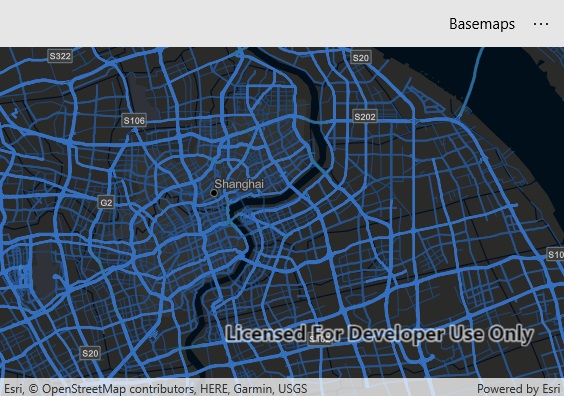 Basemaps ...
S322
S20
S106
S202
Shanghai
G2
S10
Licensed For Developer Use Only
S20
Esri, © OpenStreetMap contributors, HERE, Garmin, USGS
Powered by Esri